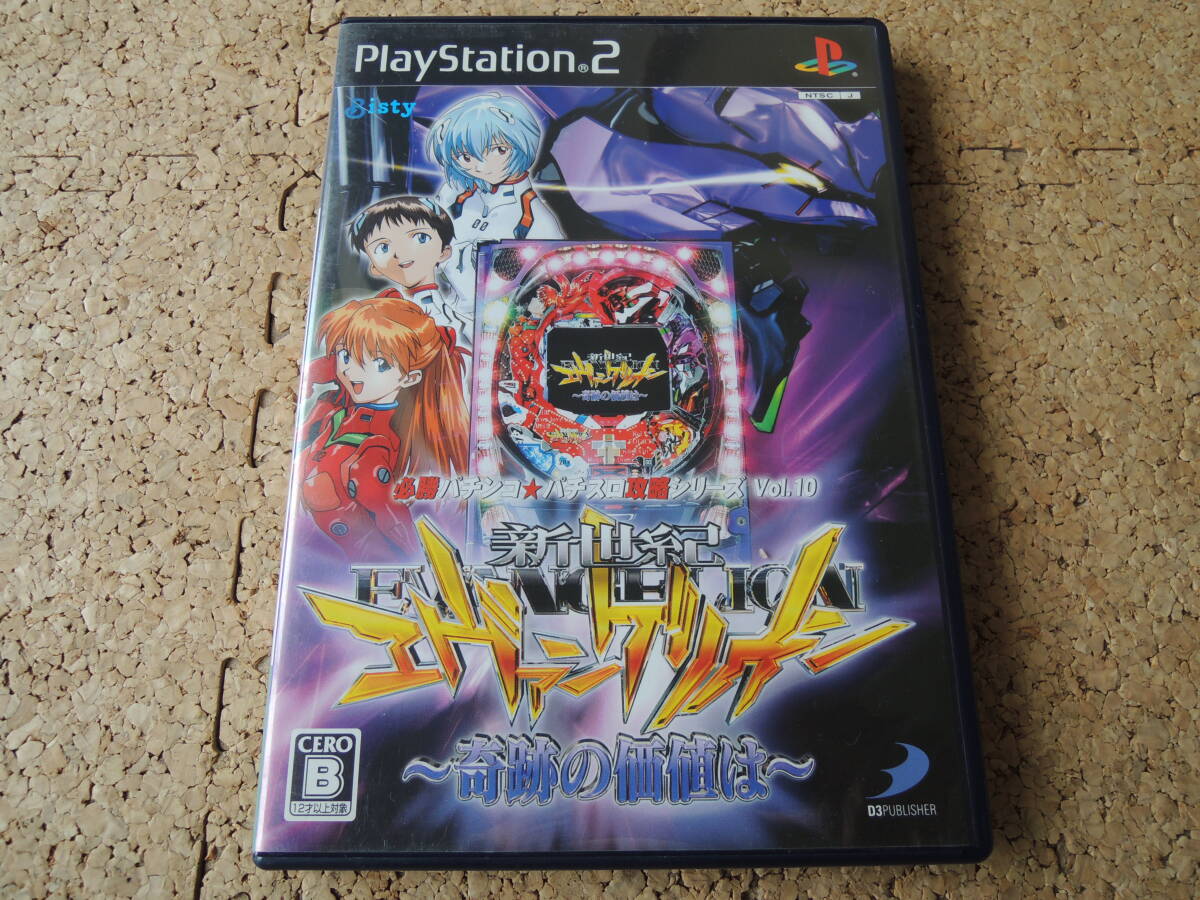 PlayStation®2
NTSC J
Bisty
新世紀
EVANGELION
エヴァンゲリオン
~奇跡の価値は~
必勝パチンコ★パチスロ攻略シリーズ Vol.10
新世紀
EVANGELION
エヴァンゲリオン
~奇跡の価値は~
CERO
B
12才以上対象
D3PUBLISHER